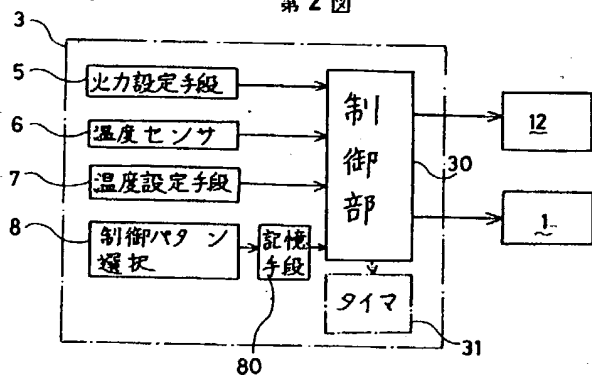 第2図
3
5
火力設定手段
6
温度センサ
7
温度設定手段
8
制御パタン
選択
記憶
手段
80
制
御
部
30
12
1
タイマ
31